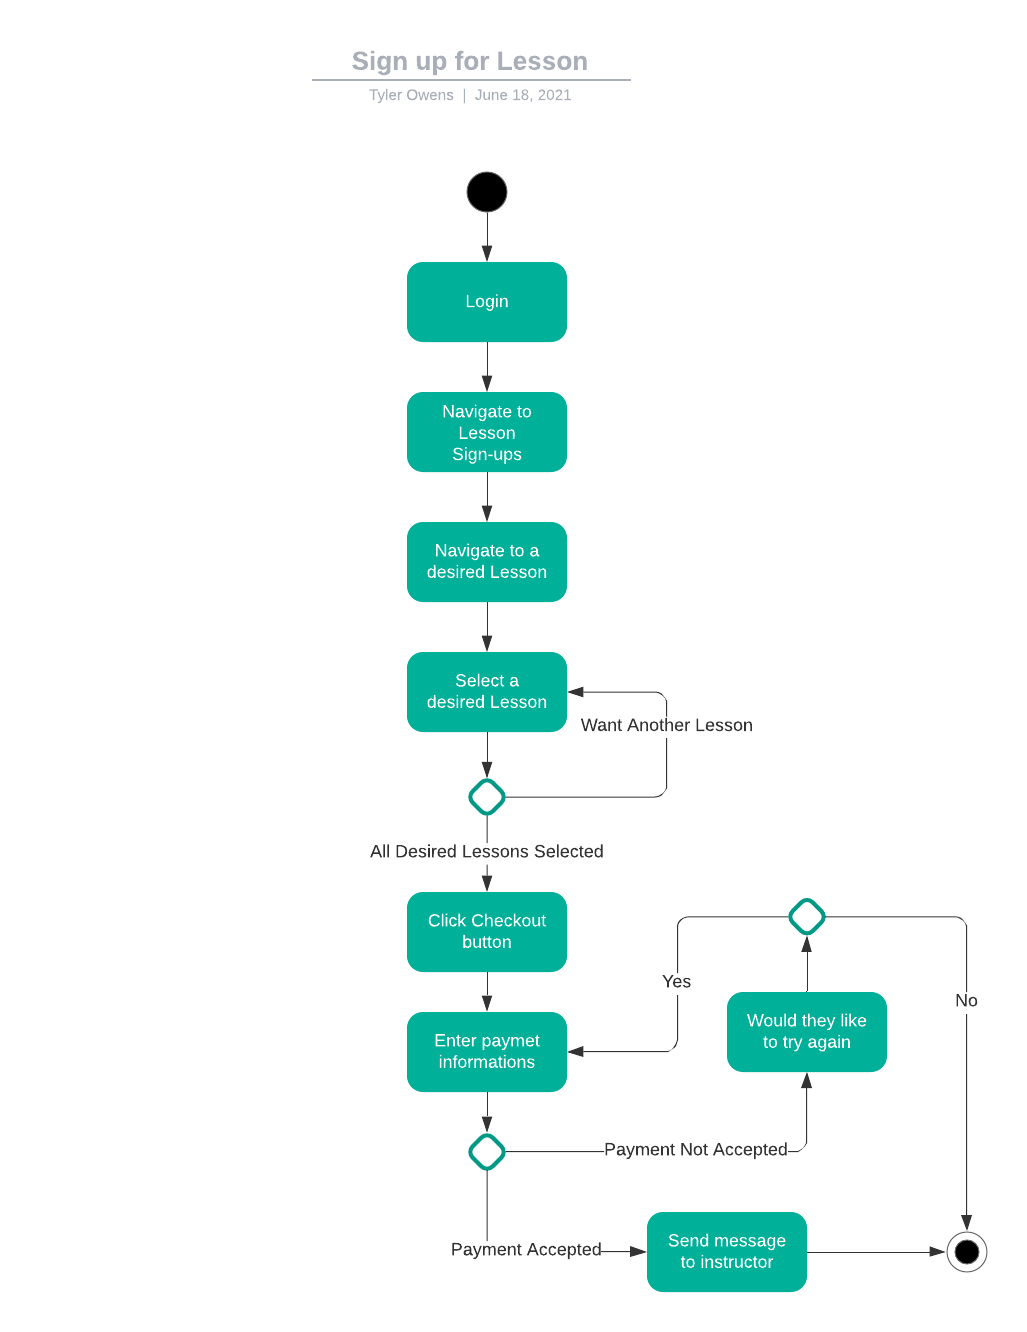 Sign up for Lesson
Tyler Owens | June 18, 2021
Login
Navigate to
Lesson
Sign-ups
Navigate to a
desired Lesson
Select a
desired Lesson
Want Another Lesson
All Desired Lessons Selected
Click Checkout
button
Yes
No
Would they like
to try again
Enter paymet
informations
Payment Not Accepted
Payment Accepted
Send message
to instructor